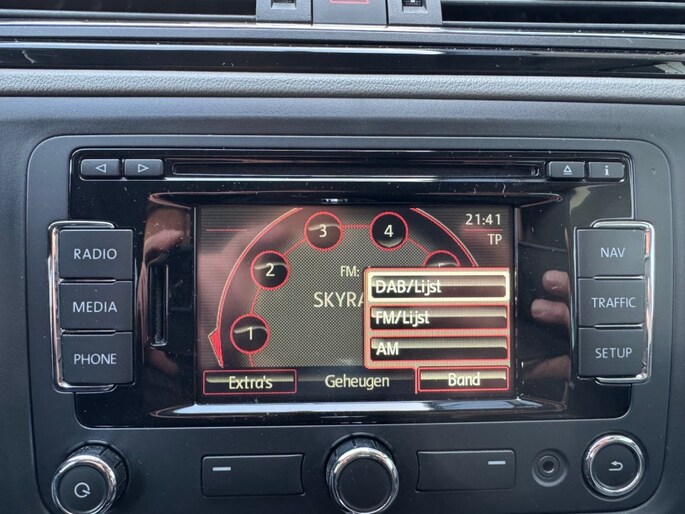 RADIO
MEDIA
PHONE
NAV
TRAFFIC
SETUP
i
21:41
TP
1
2
3
4
FM:
SKYRA
DAB/Lijst
FM/Lijst
AM
Extra's
Geheugen
Band